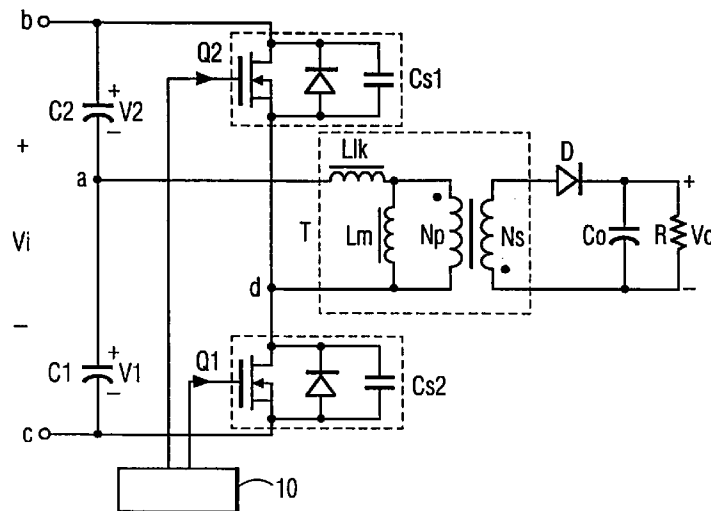 b
Q2
Cs1
+
C2
V2
−
+
a
Llk
D
+
T
Lm
Np
Ns
Co
R
Vo
−
Vi
d
−
Q1
Cs2
+
C1
V1
−
c
10